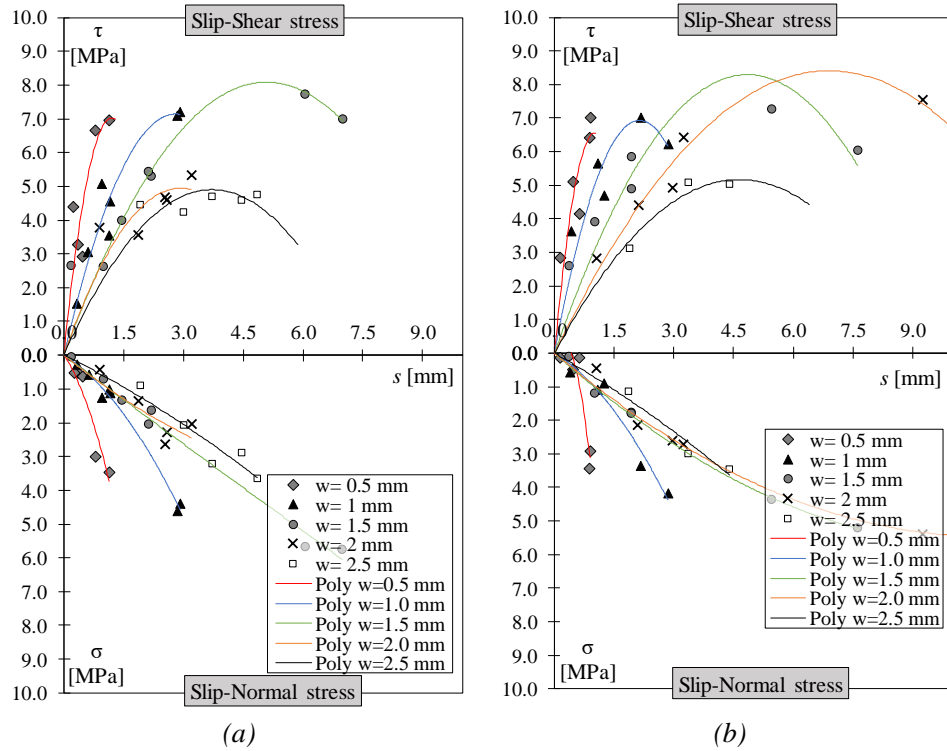 10.0
9.0
8.0
7.0
6.0
5.0
4.0
3.0
2.0
1.0
0.0
0.0
1.0
2.0
3.0
4.0
5.0
6.0
7.0
8.0
9.0
10.0
Slip-Shear stress
τ
[MPa]
0 1.5 3.0 4.5 6.0 7.5 9.0
s [mm]
w= 0.5 mm
w= 1 mm
w= 1.5 mm
w= 2 mm
w= 2.5 mm
Poly w=0.5 mm
Poly w=1.0 mm
Poly w=1.5 mm
Poly w=2.0 mm
Poly w=2.5 mm
σ
[MPa]
Slip-Normal stress
(a)
10.0
9.0
8.0
7.0
6.0
5.0
4.0
3.0
2.0
1.0
0.0
0.0
1.0
2.0
3.0
4.0
5.0
6.0
7.0
8.0
9.0
10.0
Slip-Shear stress
τ
[MPa]
0 1.5 3.0 4.5 6.0 7.5 9.0
s [mm]
w= 0.5 mm
w= 1 mm
w= 1.5 mm
w= 2 mm
w= 2.5 mm
Poly w=0.5 mm
Poly w=1.0 mm
Poly w=1.5 mm
Poly w=2.0 mm
Poly w=2.5 mm
σ
[MPa]
Slip-Normal stress
(b)